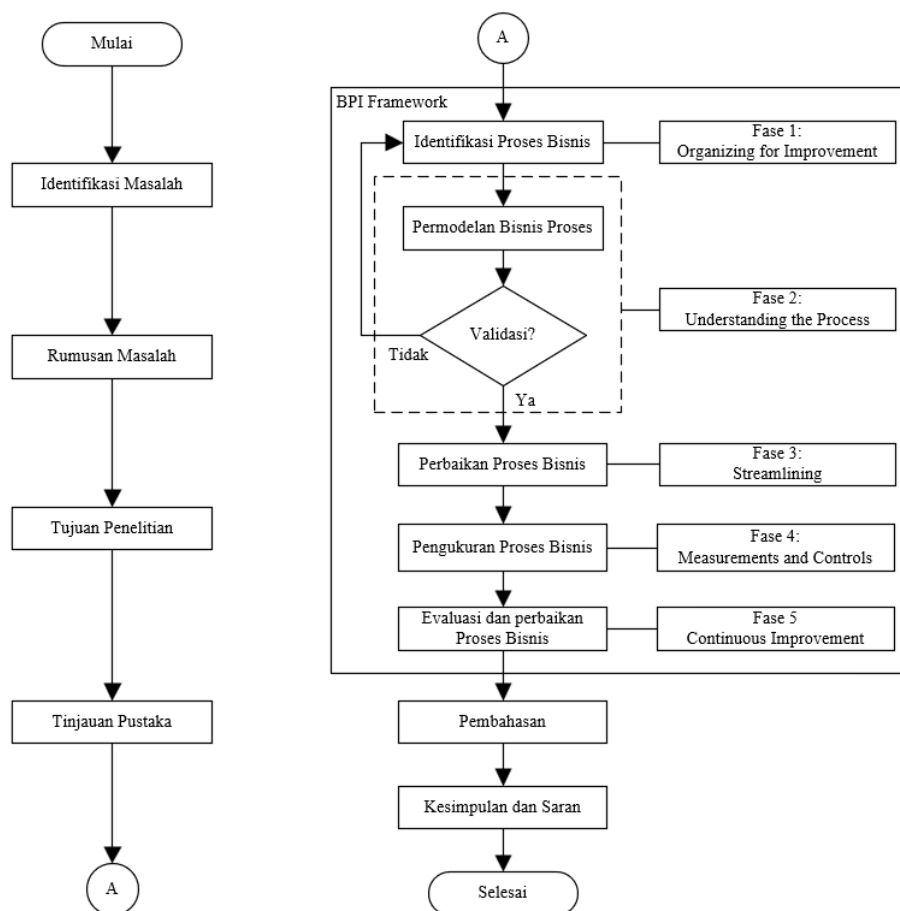 Mulai
Identifikasi Masalah
Rumusan Masalah
Tujuan Penelitian
Tinjauan Pustaka
A
A
BPI Framework
Identifikasi Proses Bisnis
Fase 1:
Organizing for Improvement
Permodelan Bisnis Proses
Validasi?
Tidak
Ya
Fase 2:
Understanding the Process
Perbaikan Proses Bisnis
Fase 3:
Streamlining
Pengukuran Proses Bisnis
Fase 4:
Measurements and Controls
Evaluasi dan perbaikan
Proses Bisnis
Fase 5
Continuous Improvement
Pembahasan
Kesimpulan dan Saran
Selesai